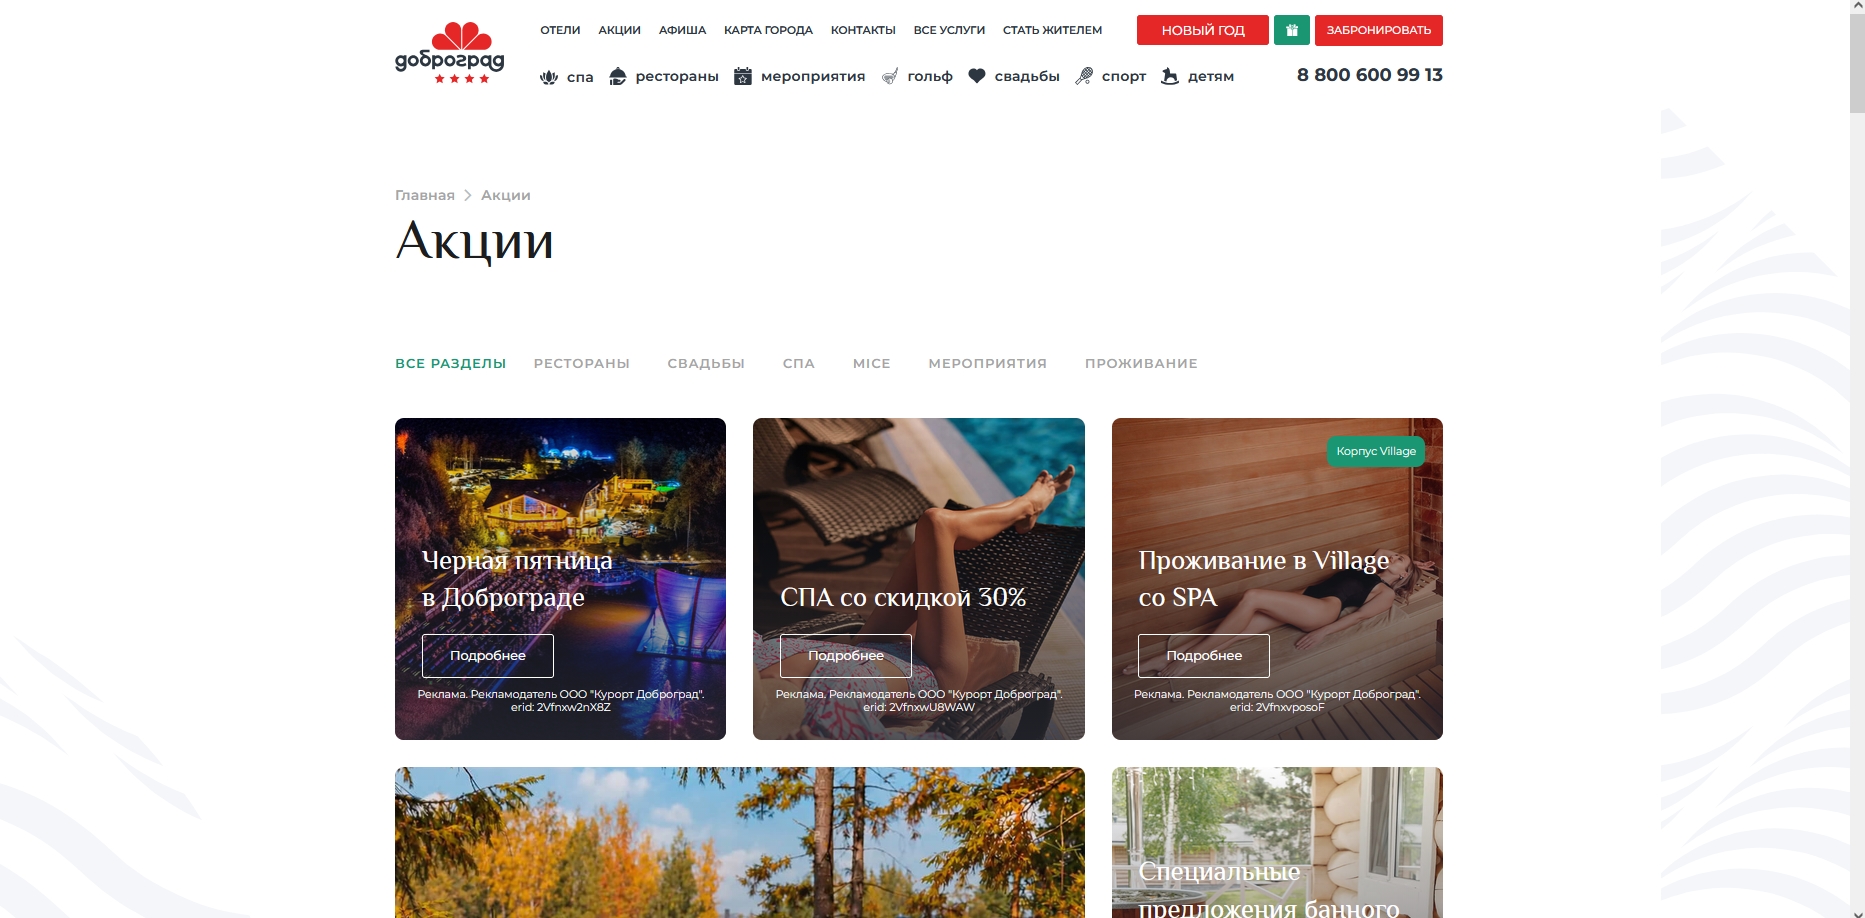 ОТЕЛИ АКЦИИ АФИША КАРТА ГОРОДА КОНТАКТЫ ВСЕ УСЛУГИ СТАТЬ ЖИТЕЛЕМ НОВЫЙ ГОД ЗАБРОНИРОВАТЬ
доброград
спа рестораны мероприятия гольф свадьбы спорт детям 8 800 600 99 13
Главная Акции
Акции
ВСЕ РАЗДЕЛЫ РЕСТОРАНЫ СВАДЬБЫ СПА MICE МЕРОПРИЯТИЯ ПРОЖИВАНИЕ
Черная пятница
в Доброграде
Подробнее
Реклама. Рекламодатель ООО "Курорт Доброград".
erid: 2Vfnxw2nX8Z
СПА со скидкой 30%
Подробнее
Реклама. Рекламодатель ООО "Курорт Доброград".
erid: 2VfnxwU8WAW
Корпус Village
Проживание в Village
со SPA
Подробнее
Реклама. Рекламодатель ООО "Курорт Доброград".
erid: 2VfnxvposoF
Специальные
предложения банного